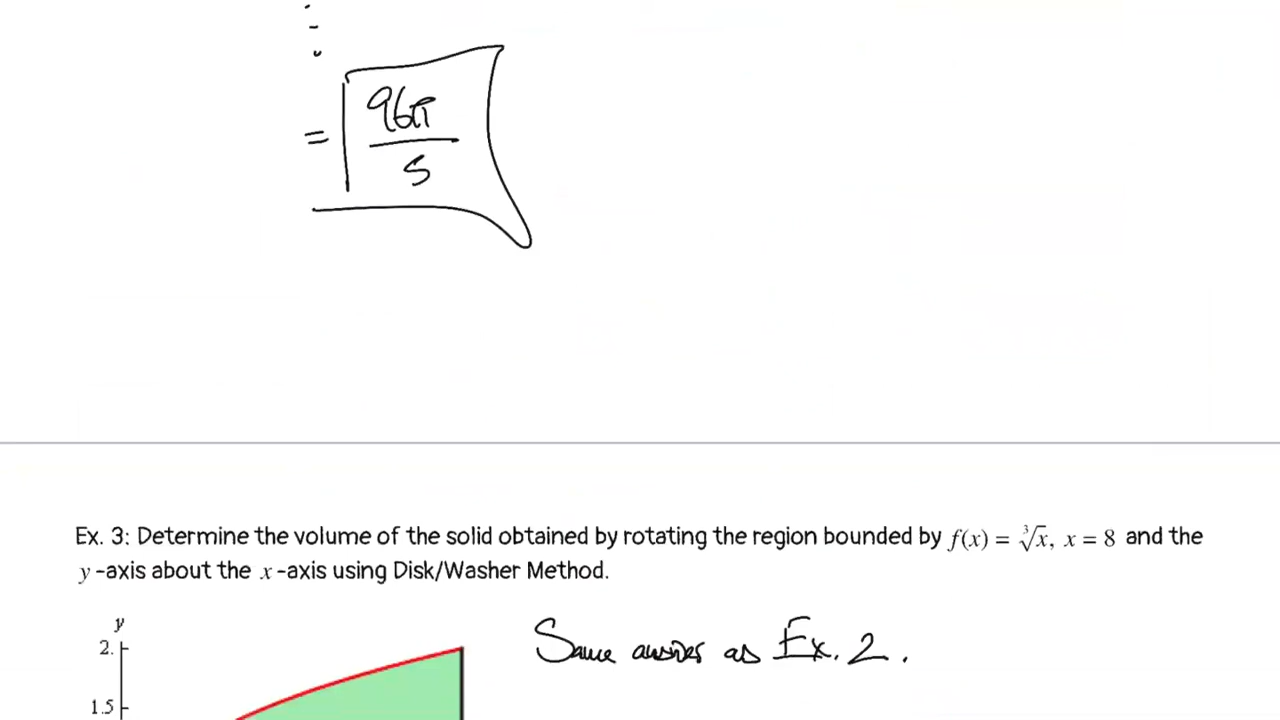 = 96π
5
Ex. 3: Determine the volume of the solid obtained by rotating the region bounded by f(x) = ∛x, x = 8 and the
y-axis about the x-axis using Disk/Washer Method.
y
2.
Same answer as Ex. 2.
1.5